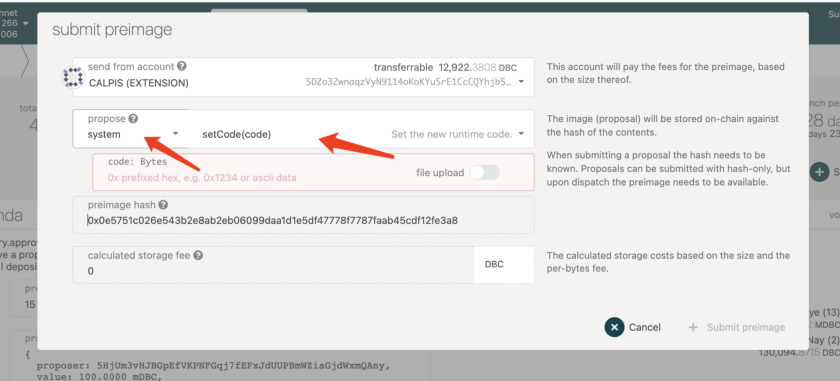 nnet
266
006
Su
submit preimage
send from account
transferrable 12,922.3808 DBC
CALPIS (EXTENSION)
5DZo32wnaqzVyN9114oKoKYuSrE1CcCQYhjb5…
This account will pay the fees for the preimage, based
on the size thereof.
tota
4
propose
system
setCode(code)
Set the new runtime code.
The image (proposal) will be stored on-chain against
the hash of the contents.
nch pe
28 da
days 23
code: Bytes
0x prefixed hex, e.g. 0x1234 or ascii data
file upload
When submitting a proposal the hash needs to be
known. Proposals can be submitted with hash-only, but
upon dispatch the preimage needs to be available.
S
preimage hash
0x0e5751c026e543b2e8ab2eb06099daa1d1e5df47778f7787faab45cdf12fe3a8
nda
vo
ry.approv
ve a prop
l deposi
calculated storage fee
0
DBC
The calculated storage costs based on the size and the
per-bytes fee.
pr
15
Cancel
Submit preimage
ye (13)
MDBC
pr
Nay (2)
130,094.8715 DBC
{
proposer: 5HjUm3vHJBGpEfVKPNFGqj7fEFxJdUUPBmWZiaGjdWxmQAny,
value: 100.0000 mDBC,